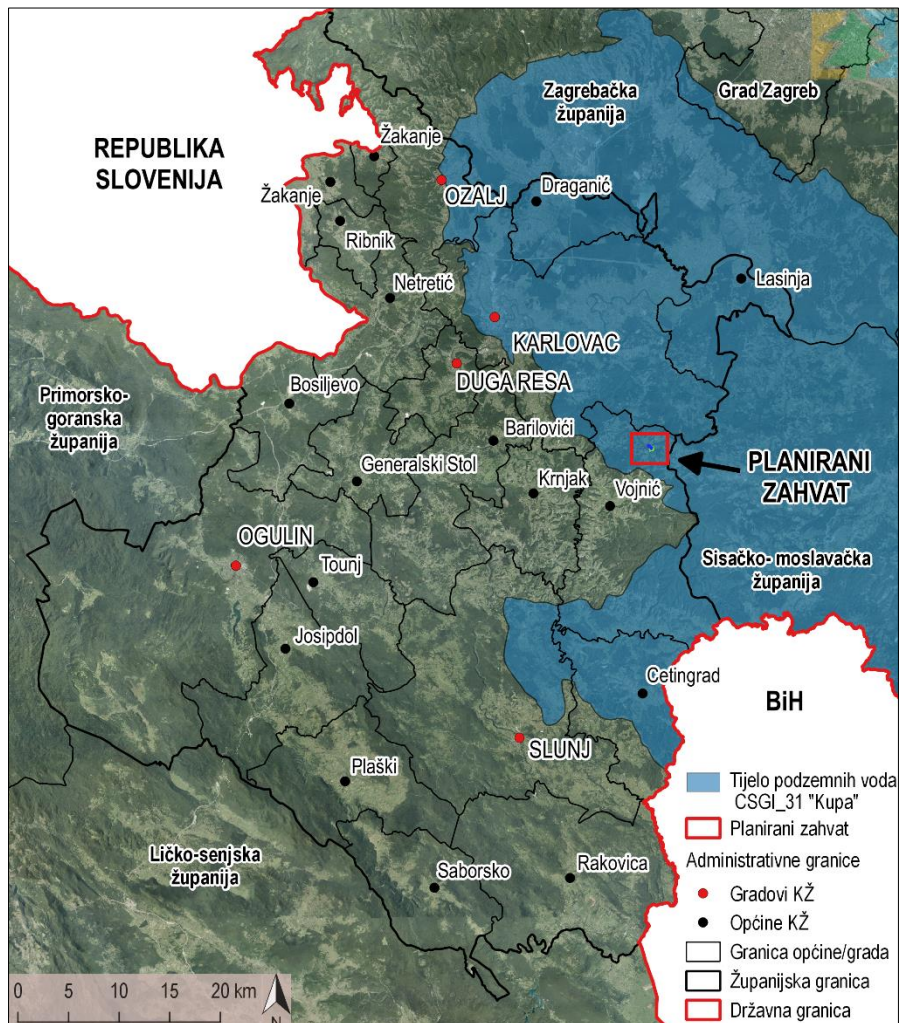 Zagrebačka
županija
Grad Zagreb
REPUBLIKA
SLOVENIJA
Žakanje
Žakanje
OZALJ
Draganić
Ribnik
Netretić
Lasinja
KARLOVAC
DUGA RESA
Bosiljevo
Primorsko-
goranska
županija
Barilovići
PLANIRANI
ZAHVAT
Generalski Stol
Krnjak
Vojnić
OGULIN
Tounj
Sisačko- moslavačka
županija
Josipdol
Cetingrad
BiH
SLUNJ
Plaški
Ličko-senjska
županija
Saborsko
Rakovica
Tijelo podzemnih voda
CSGI_31 "Kupa"
Planirani zahvat
Administrativne granice
Gradovi KŽ
Općine KŽ
Granica općine/grada
Županijska granica
Državna granica
0 5 10 15 20 km
N